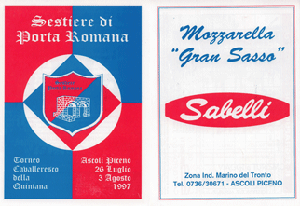 Sestiere di
Porta Romana
Torneo
Cavalleresco
della
Quintana
Ascoli Piceno
26 Luglio
3 Agosto
1997
Mozzarella
"Gran Sasso"
Sabelli
Zona Ind. Marino del Tronto
Tel. 0736/34671 - ASCOLI PICENO